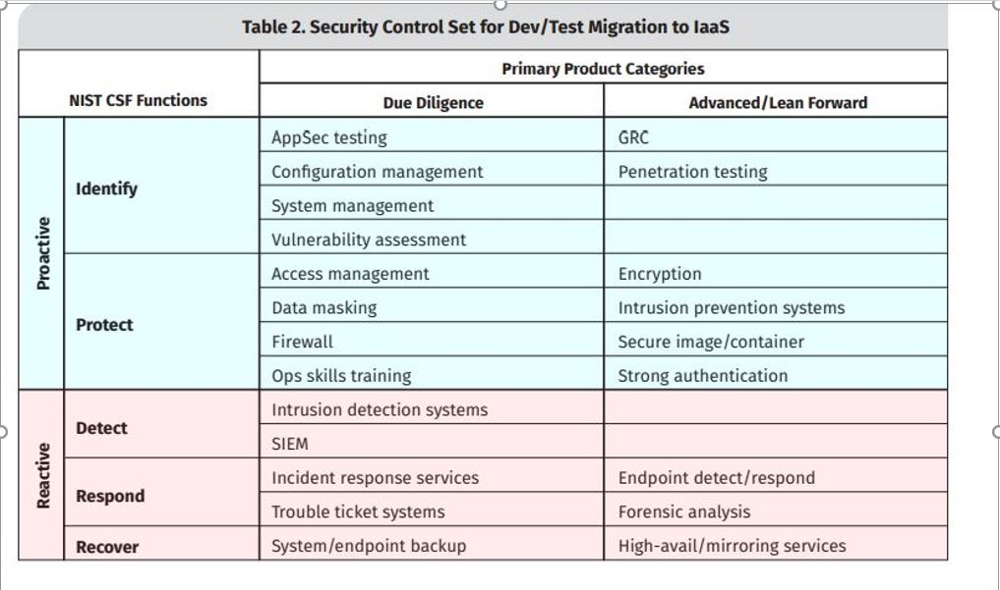 Table 2. Security Control Set for Dev/Test Migration to IaaS
NIST CSF Functions
Primary Product Categories
Due Diligence
Advanced/Lean Forward
Proactive
Identify
AppSec testing
GRC
Configuration management
Penetration testing
System management
Vulnerability assessment
Protect
Access management
Encryption
Data masking
Intrusion prevention systems
Firewall
Secure image/container
Ops skills training
Strong authentication
Reactive
Detect
Intrusion detection systems
SIEM
Respond
Incident response services
Endpoint detect/respond
Trouble ticket systems
Forensic analysis
Recover
System/endpoint backup
High-avail/mirroring services